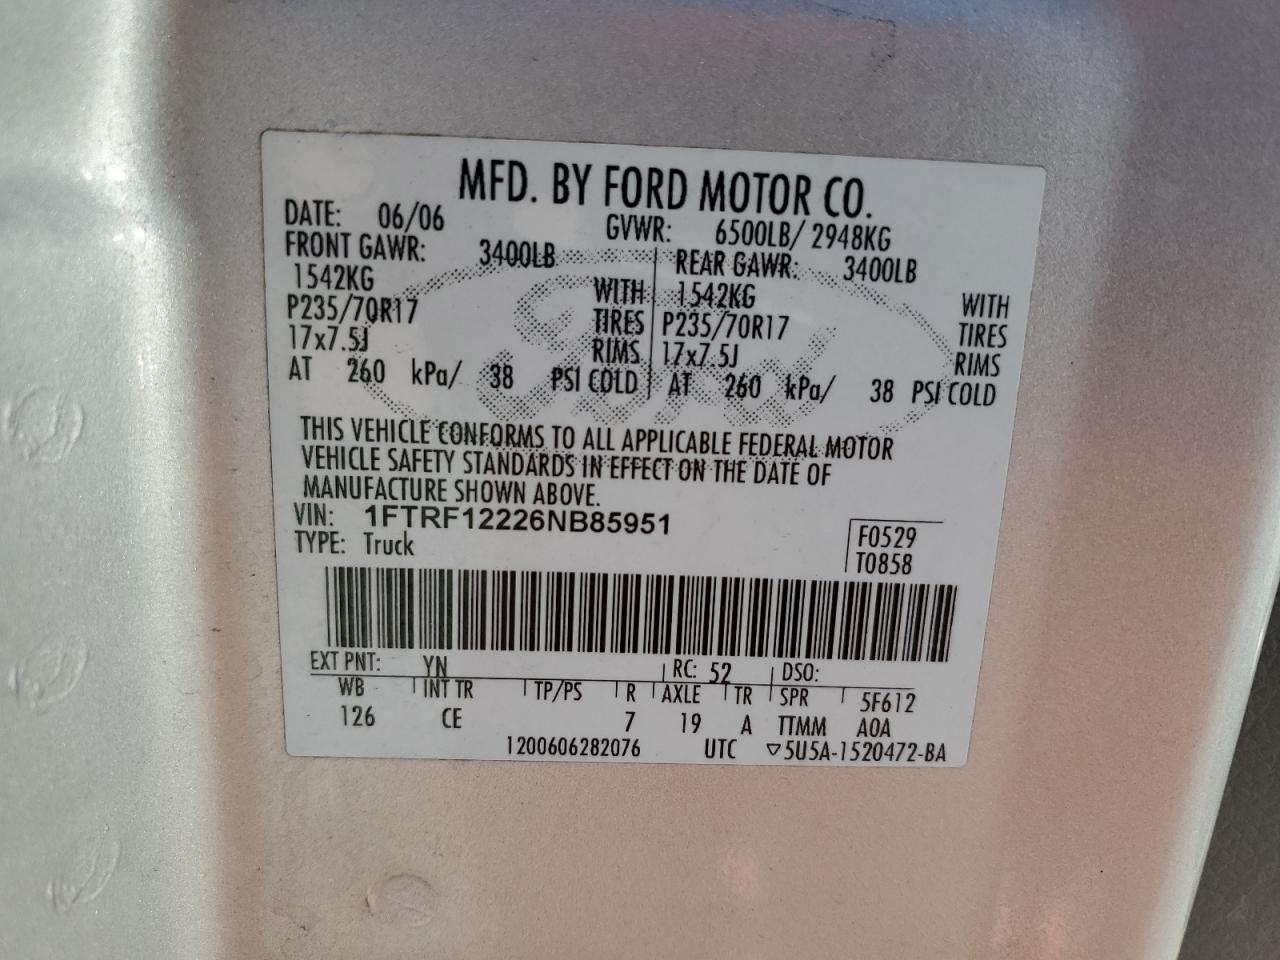 MFD. BY FORD MOTOR CO.
DATE: 06/06 GVWR: 6500LB/ 2948KG
FRONT GAWR: 3400LB REAR GAWR: 3400LB
1542KG WITH 1542KG WITH
P235/70R17 TIRES P235/70R17 TIRES
17x7.5J RIMS 17x7.5J RIMS
AT 260 kPa/ 38 PSI COLD AT 260 kPa/ 38 PSI COLD
THIS VEHICLE CONFORMS TO ALL APPLICABLE FEDERAL MOTOR
VEHICLE SAFETY STANDARDS IN EFFECT ON THE DATE OF
MANUFACTURE SHOWN ABOVE.
VIN: 1FTRF12226NB85951 F0529
TYPE: Truck T0858
EXT PNT: YN RC: 52 DSO:
WB INT TR TP/PS R AXLE TR SPR 5F612
126 CE 7 19 A TTMM AOA
1200606282076 UTC ▽5U5A-1520472-BA
Ford